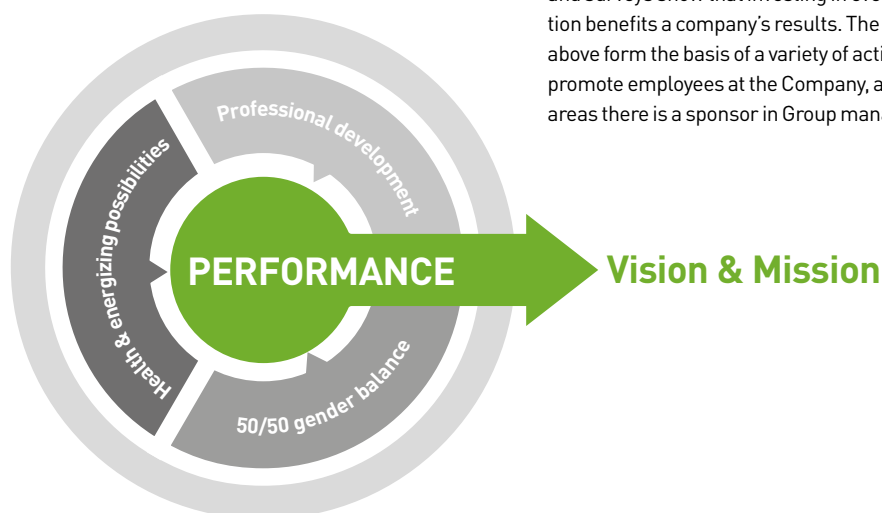 tion benefits a company's results. The
above form the basis of a variety of acti
promote employees at the Company, a
areas there is a sponsor in Group mana
Professional development
Health & energizing possibilities
PERFORMANCE
Vision & Mission
50/50 gender balance